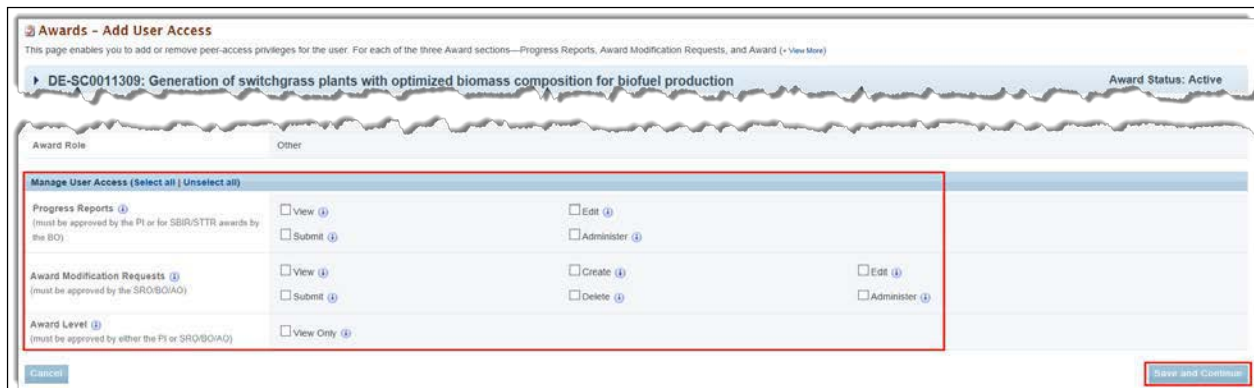 Awards - Add User Access
This page enables you to add or remove peer-access privileges for the user. For each of the three Award sections—Progress Reports, Award Modification Requests, and Award (+ View More)
DE-SC0011309: Generation of switchgrass plants with optimized biomass composition for biofuel production Award Status: Active
Award Role Other
Manage User Access (Select all | Unselect all)
Progress Reports View Edit
(must be approved by the PI or for SBIR/STTR awards by
the BO) Submit Administer
Award Modification Requests View Create Edit
(must be approved by the SRO/BO/AO) Submit Delete Administer
Award Level View Only
(must be approved by either the PI or SRO/BO/AO)
Cancel Save and Continue